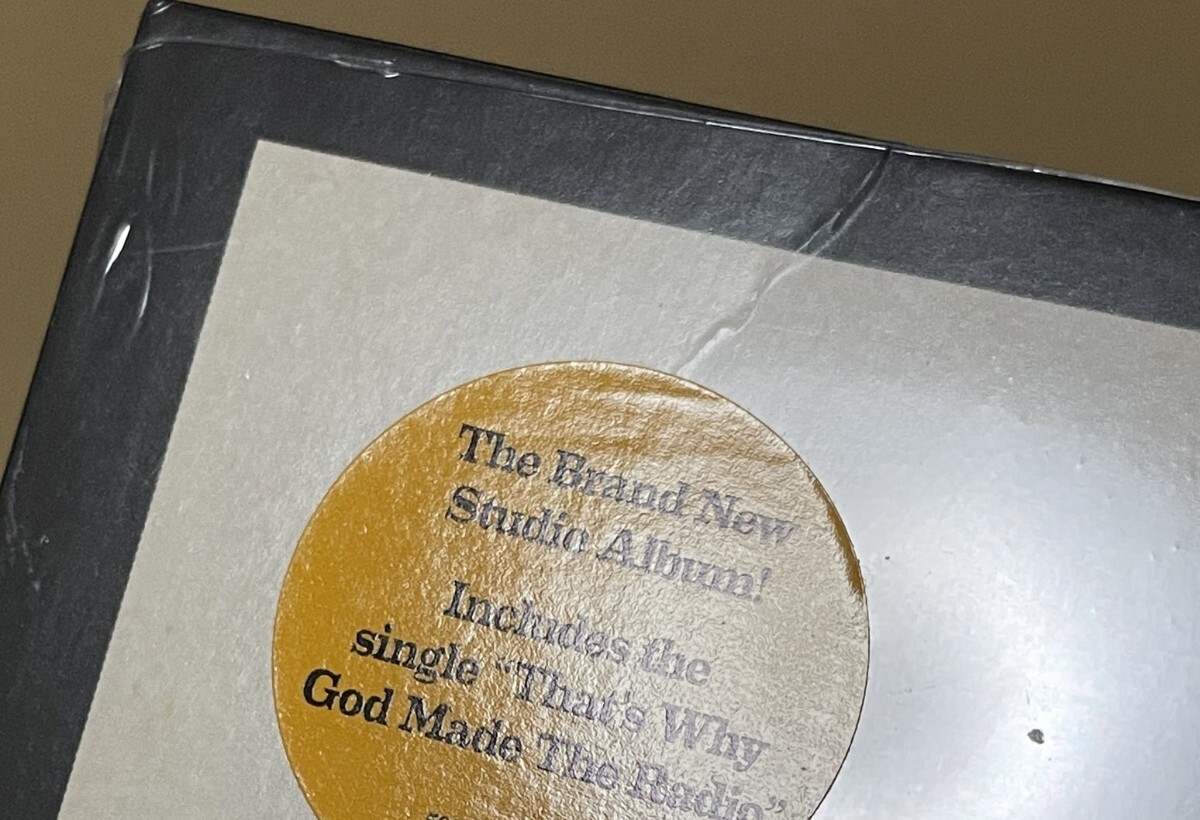 The Brand New
Studio Album!
Includes the
single “That's Why
God Made The Radio”